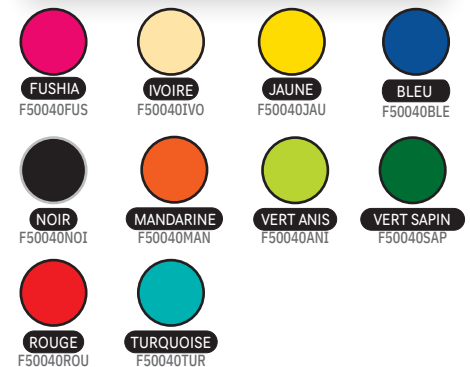 FUSHIA
F50040FUS
IVOIRE
F50040IVO
JAUNE
F50040JAU
BLEU
F50040BLE
NOIR
F50040NOI
MANDARINE
F50040MAN
VERT ANIS
F50040ANI
VERT SAPIN
F50040SAP
ROUGE
F50040ROU
TURQUOISE
F50040TUR